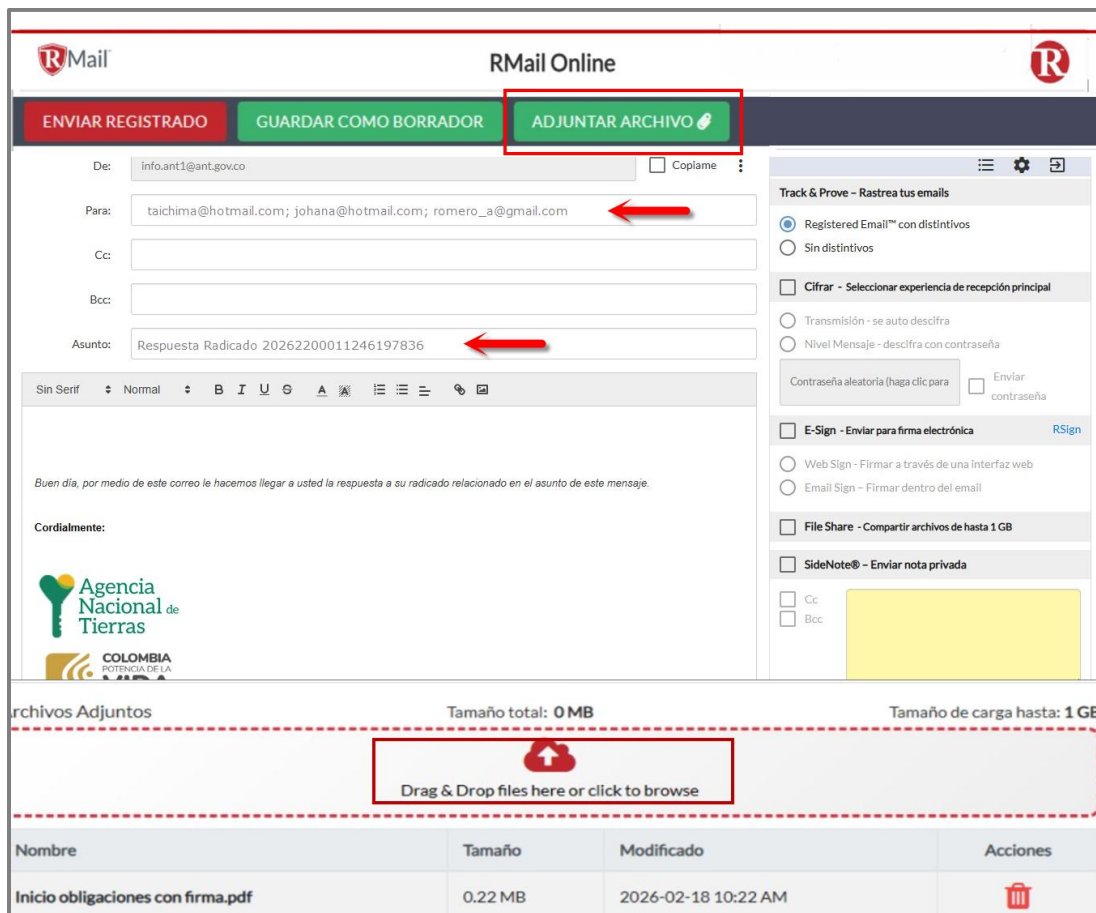 RMail
RMail Online
R
ENVIAR REGISTRADO
GUARDAR COMO BORRADOR
ADJUNTAR ARCHIVO
De:
info.ant1@ant.gov.co
Copiame
Para:
taichima@hotmail.com; johana@hotmail.com; romero_a@gmail.com
Cc:
Bcc:
Asunto:
Respuesta Radicado 20262200011246197836
Sin Serif
Normal
B I U S A A
Buen día, por medio de este correo le hacemos llegar a usted la respuesta a su radicado relacionado en el asunto de este mensaje.
Cordialmente:
Agencia
Nacional de
Tierras
COLOMBIA
POTENCIA DE LA
VIDA
Track & Prove – Rastrea tus emails
Registered Email™ con distintivos
Sin distintivos
Cifrar - Seleccionar experiencia de recepción principal
Transmisión - se auto descifra
Nivel Mensaje - descifra con contraseña
Contraseña aleatoria (haga clic para
Enviar
contraseña
E-Sign - Enviar para firma electrónica
RSign
Web Sign - Firmar a través de una interfaz web
Email Sign – Firmar dentro del email
File Share - Compartir archivos de hasta 1 GB
SideNote® – Enviar nota privada
Cc
Bcc
rchivos Adjuntos
Tamaño total: 0 MB
Tamaño de carga hasta: 1 GB
Drag & Drop files here or click to browse
Nombre
Tamaño
Modificado
Acciones
Inicio obligaciones con firma.pdf
0.22 MB
2026-02-18 10:22 AM